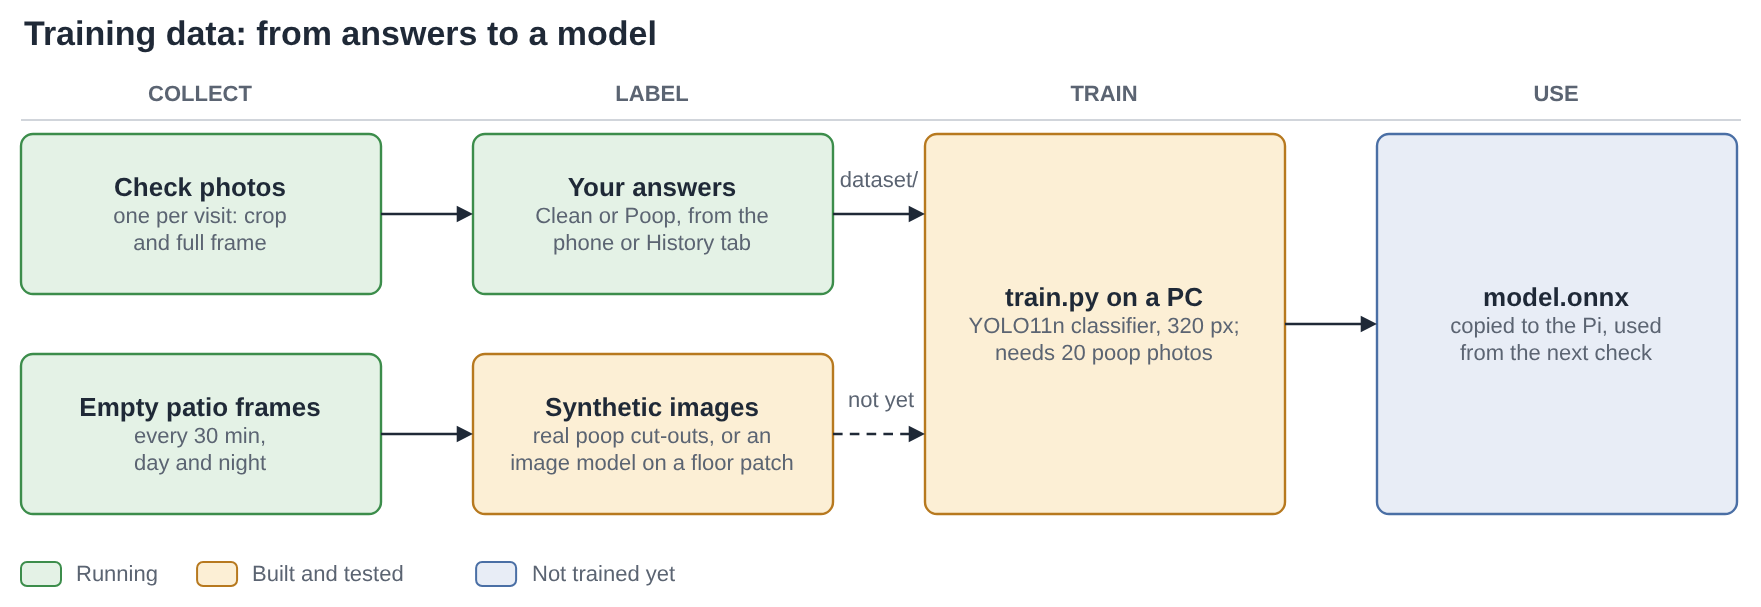 Training data: from answers to a model
COLLECT
LABEL
TRAIN
USE
Check photos
one per visit: crop
and full frame
Your answers
Clean or Poop, from the
phone or History tab
dataset/
train.py on a PC
YOLO11n classifier, 320 px;
needs 20 poop photos
model.onnx
copied to the Pi, used
from the next check
Empty patio frames
every 30 min,
day and night
Synthetic images
real poop cut-outs, or an
image model on a floor patch
not yet
Running
Built and tested
Not trained yet